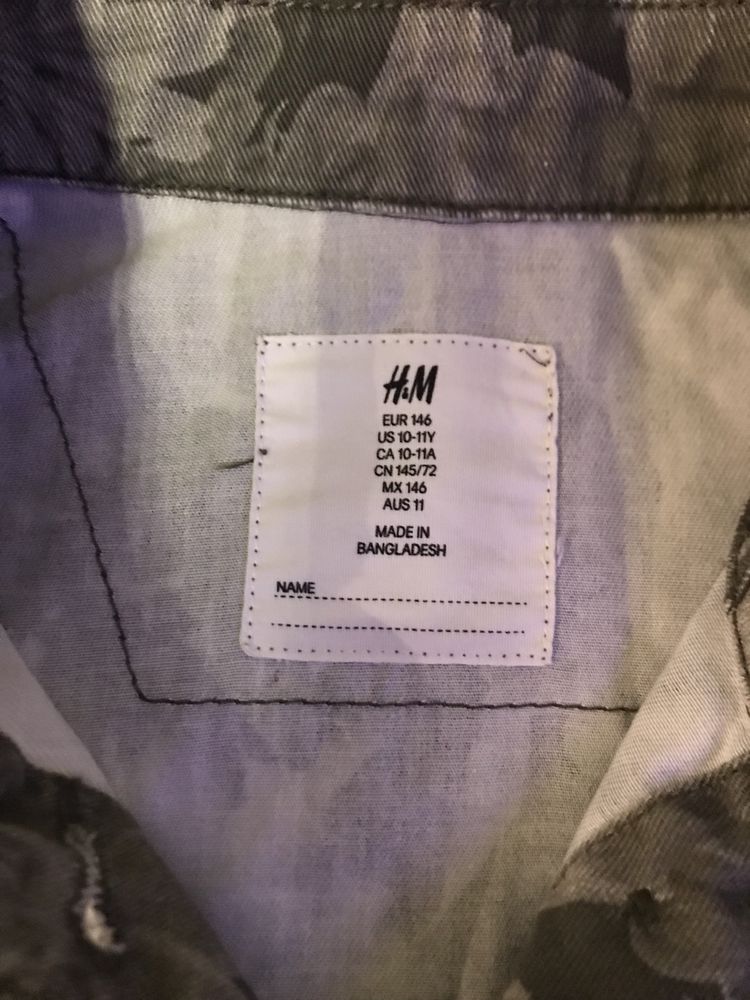 H&M
EUR 146
US 10-11Y
CA 10-11A
CN 145/72
MX 146
AUS 11
MADE IN
BANGLADESH
NAME